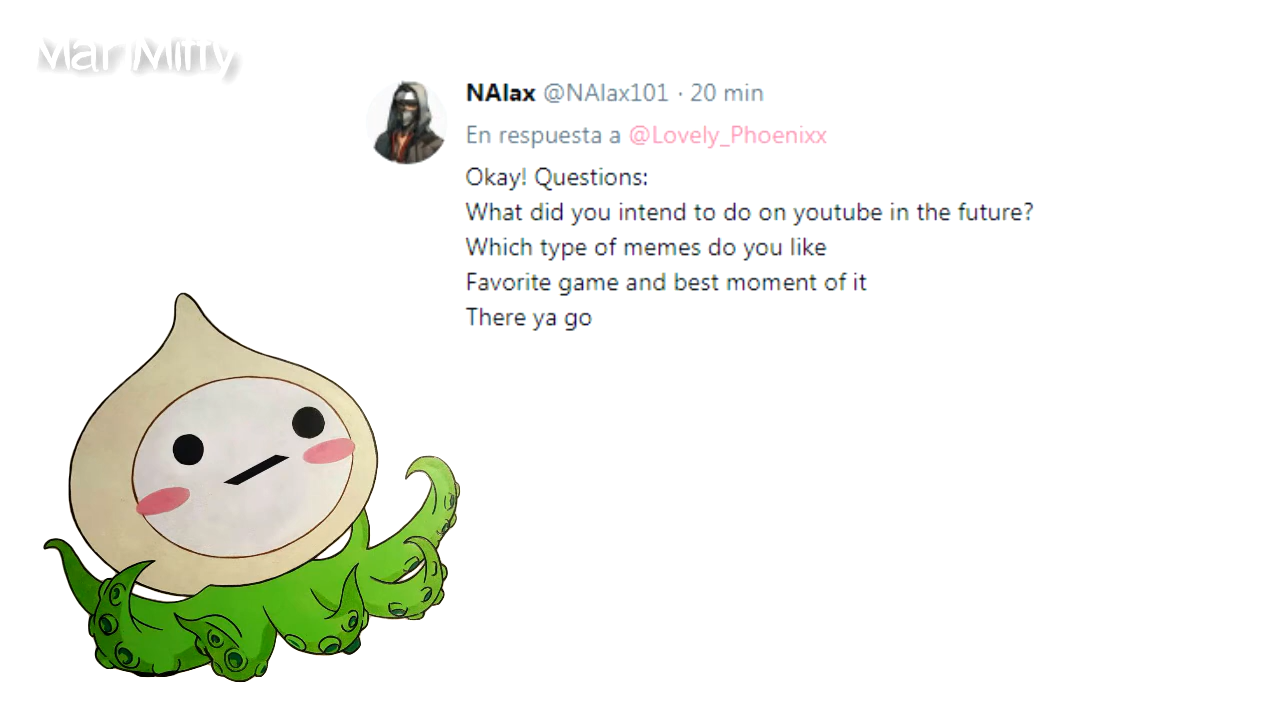 Mar Miffy
NAlax @NAlax101 · 20 min
En respuesta a @Lovely_Phoenixx
Okay! Questions:
What did you intend to do on youtube in the future?
Which type of memes do you like
Favorite game and best moment of it
There ya go